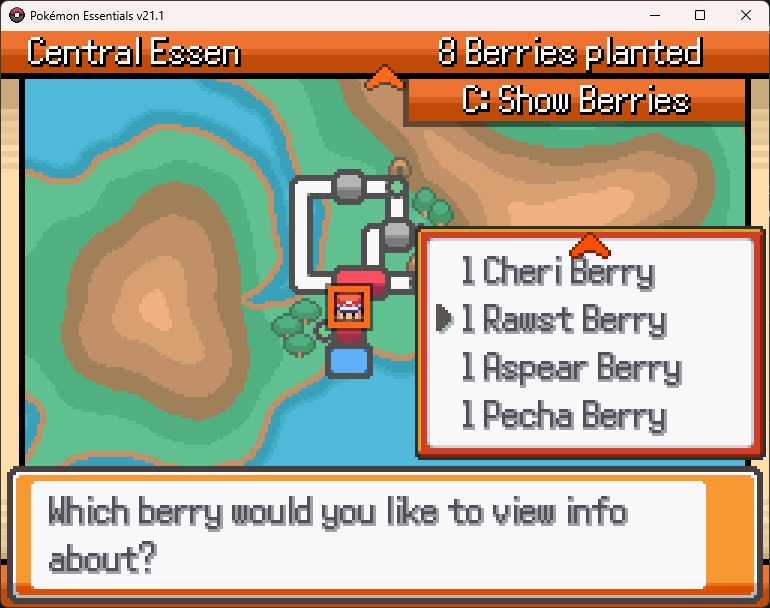 Pokémon Essentials v21.1
Central Essen
8 Berries planted
C: Show Berries
1 Cheri Berry
1 Rawst Berry
1 Aspear Berry
1 Pecha Berry
Which berry would you like to view info
about?